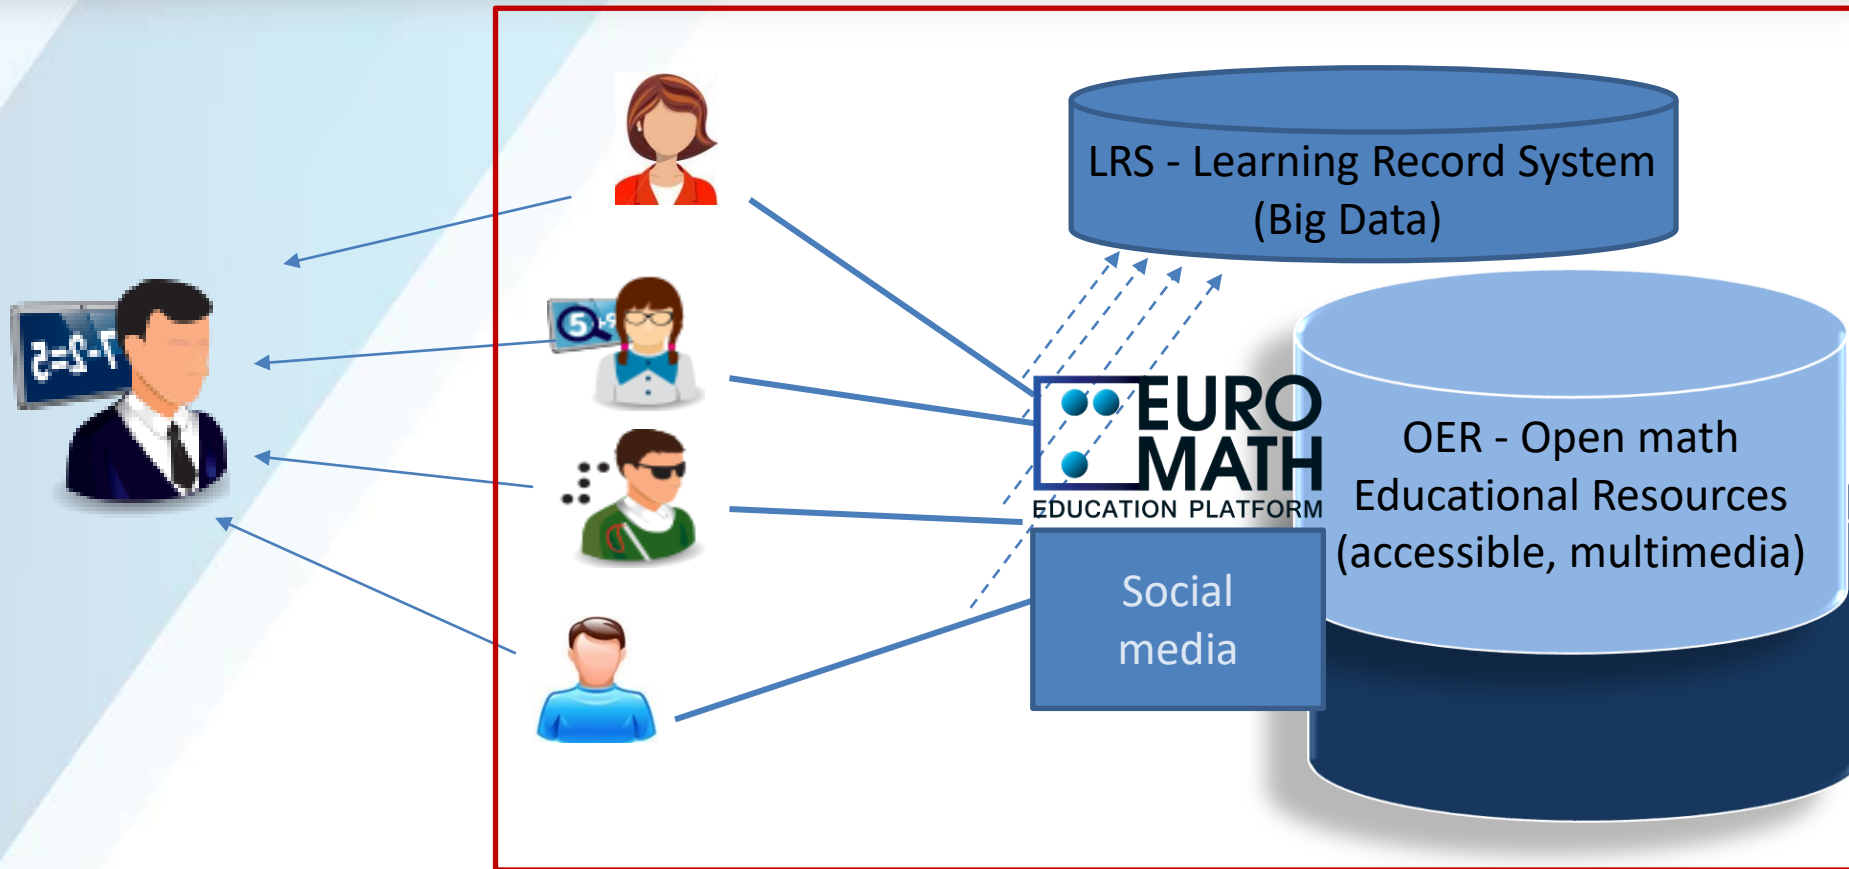 LRS - Learning Record System
(Big Data)
7-2=5
5
EURO
MATH
EDUCATION PLATFORM
OER - Open math
Educational Resources
(accessible, multimedia)
Social
media